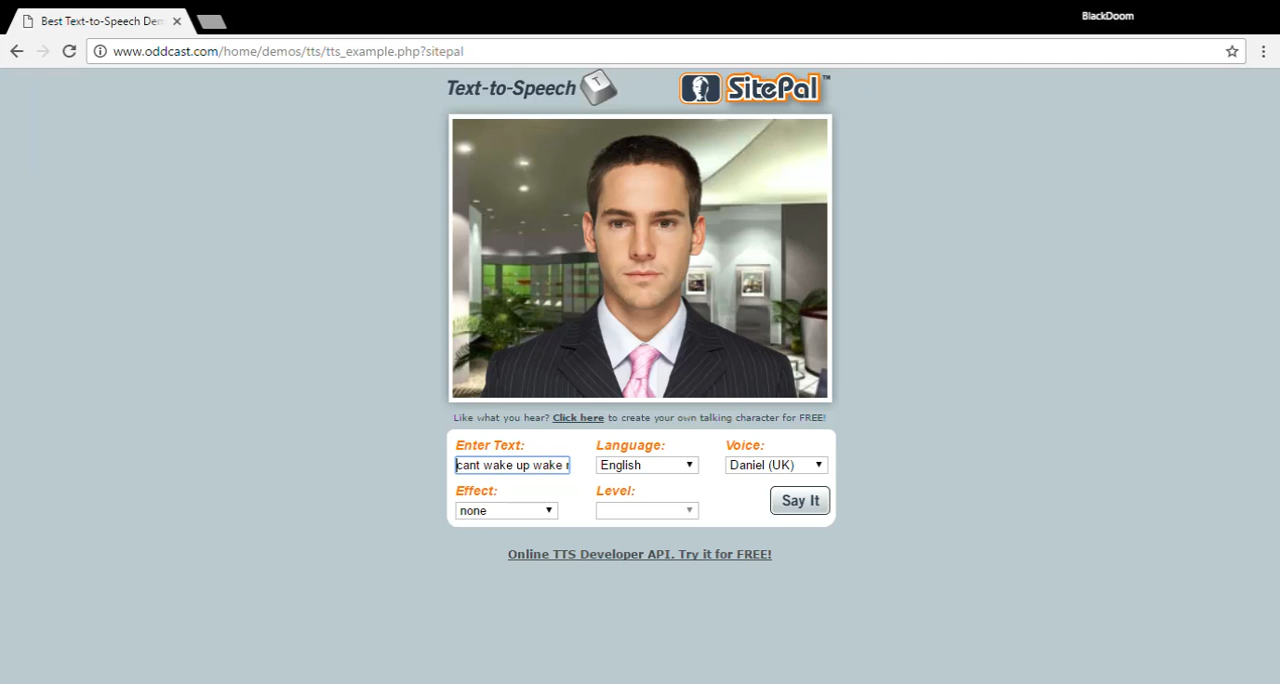 Best Text-to-Speech Dem
BlackDoom
www.oddcast.com/home/demos/tts/tts_example.php?sitepal
Text-to-Speech T
SitePal™
Like what you hear? Click here to create your own talking character for FREE!
Enter Text: Language: Voice:
cant wake up wake English Daniel (UK)
Effect: Level:
none Say It
Online TTS Developer API. Try it for FREE!